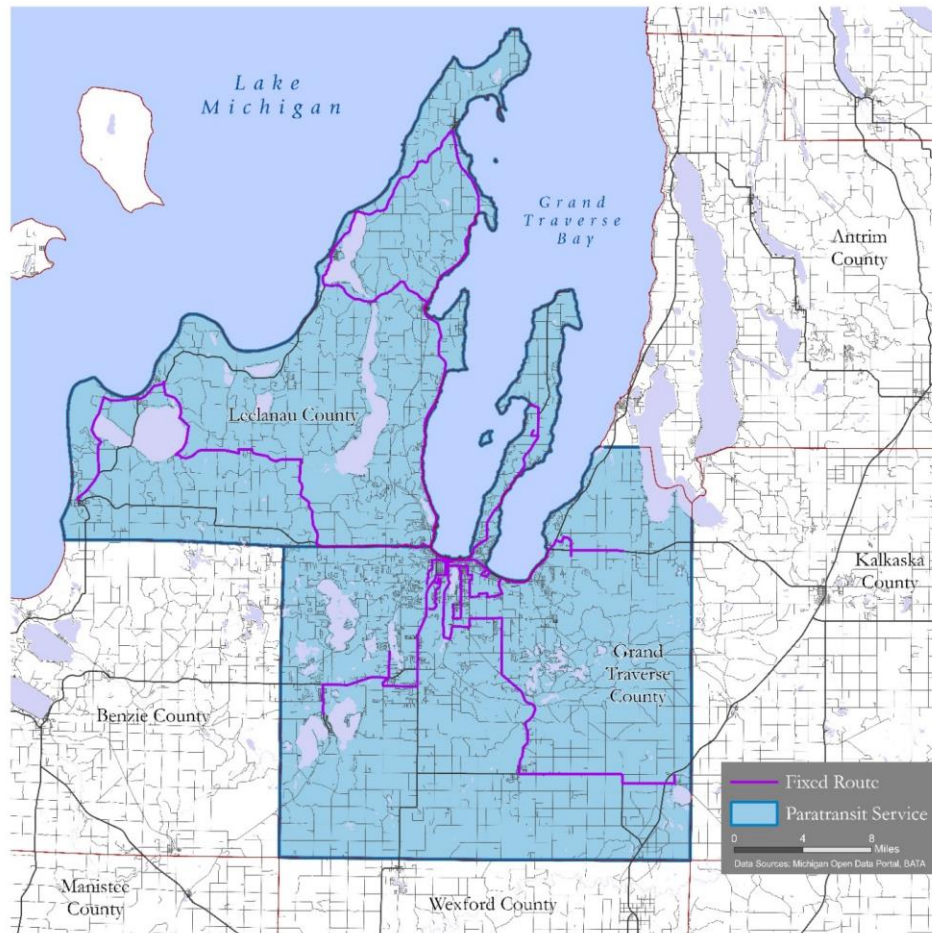 Lake
Michigan
Grand
Traverse
Bay
Antrim
County
Leelanau County
Kalkaska
County
Grand
Traverse
County
Benzie County
Fixed Route
Paratransit Service
0 4 8
Miles
Data Sources: Michigan Open Data Portal, BATA
Manistee
County
Wexford County